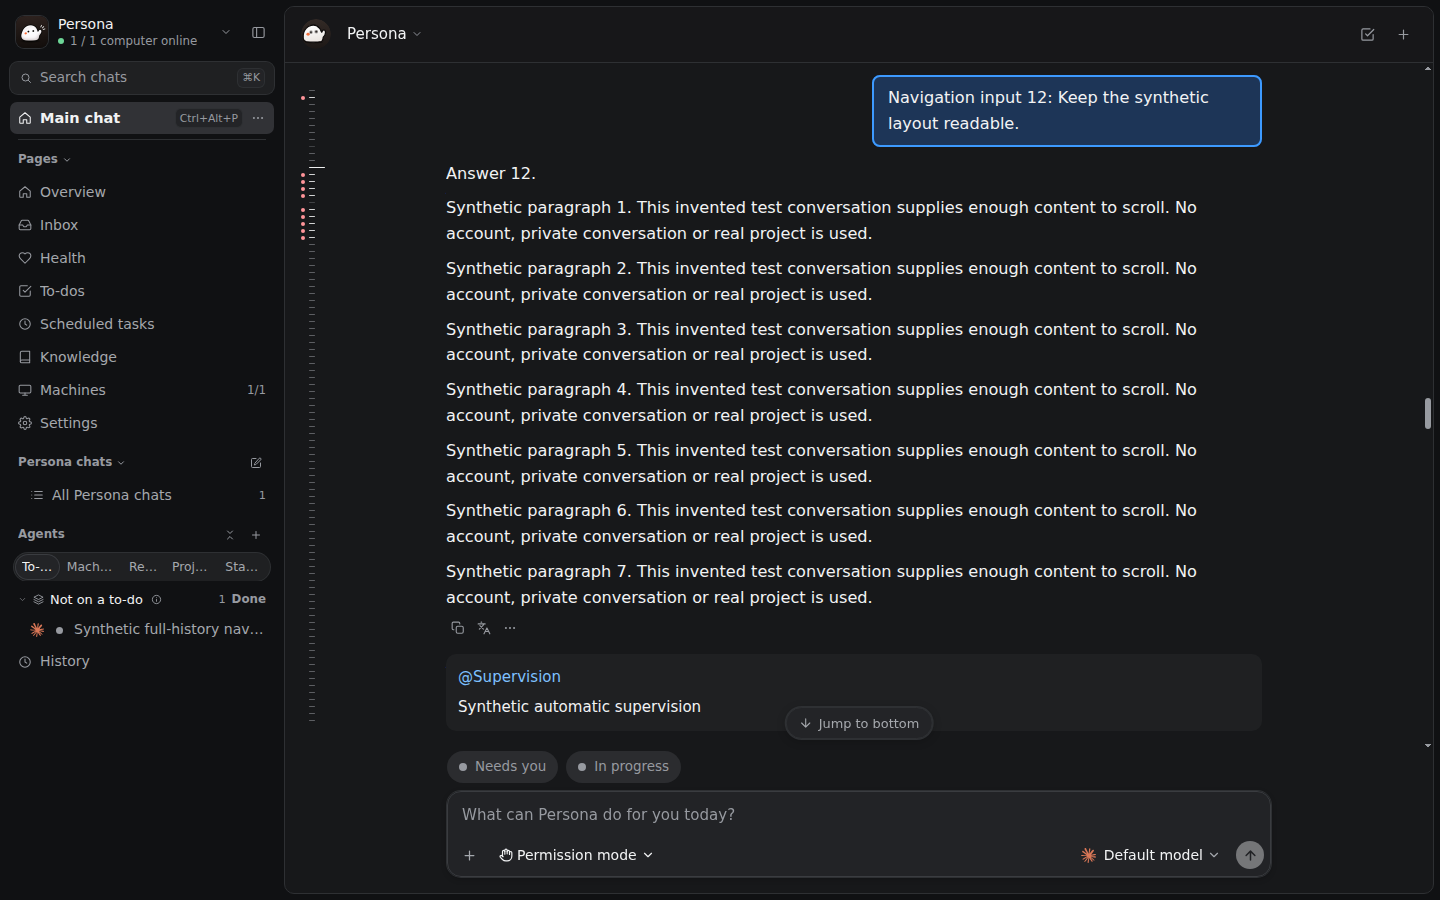 Persona
1 / 1 computer online
Search chats
⌘K
Main chat
Ctrl+Alt+P
Pages
Overview
Inbox
Health
To-dos
Scheduled tasks
Knowledge
Machines
1/1
Settings
Persona chats
All Persona chats
1
Agents
To-...
Mach...
Re...
Proj...
Sta...
Not on a to-do
1 Done
Synthetic full-history nav...
History
Persona
Navigation input 12: Keep the synthetic
layout readable.
Answer 12.
Synthetic paragraph 1. This invented test conversation supplies enough content to scroll. No
account, private conversation or real project is used.
Synthetic paragraph 2. This invented test conversation supplies enough content to scroll. No
account, private conversation or real project is used.
Synthetic paragraph 3. This invented test conversation supplies enough content to scroll. No
account, private conversation or real project is used.
Synthetic paragraph 4. This invented test conversation supplies enough content to scroll. No
account, private conversation or real project is used.
Synthetic paragraph 5. This invented test conversation supplies enough content to scroll. No
account, private conversation or real project is used.
Synthetic paragraph 6. This invented test conversation supplies enough content to scroll. No
account, private conversation or real project is used.
Synthetic paragraph 7. This invented test conversation supplies enough content to scroll. No
account, private conversation or real project is used.
@Supervision
Synthetic automatic supervision
Jump to bottom
Needs you
In progress
What can Persona do for you today?
Permission mode
Default model